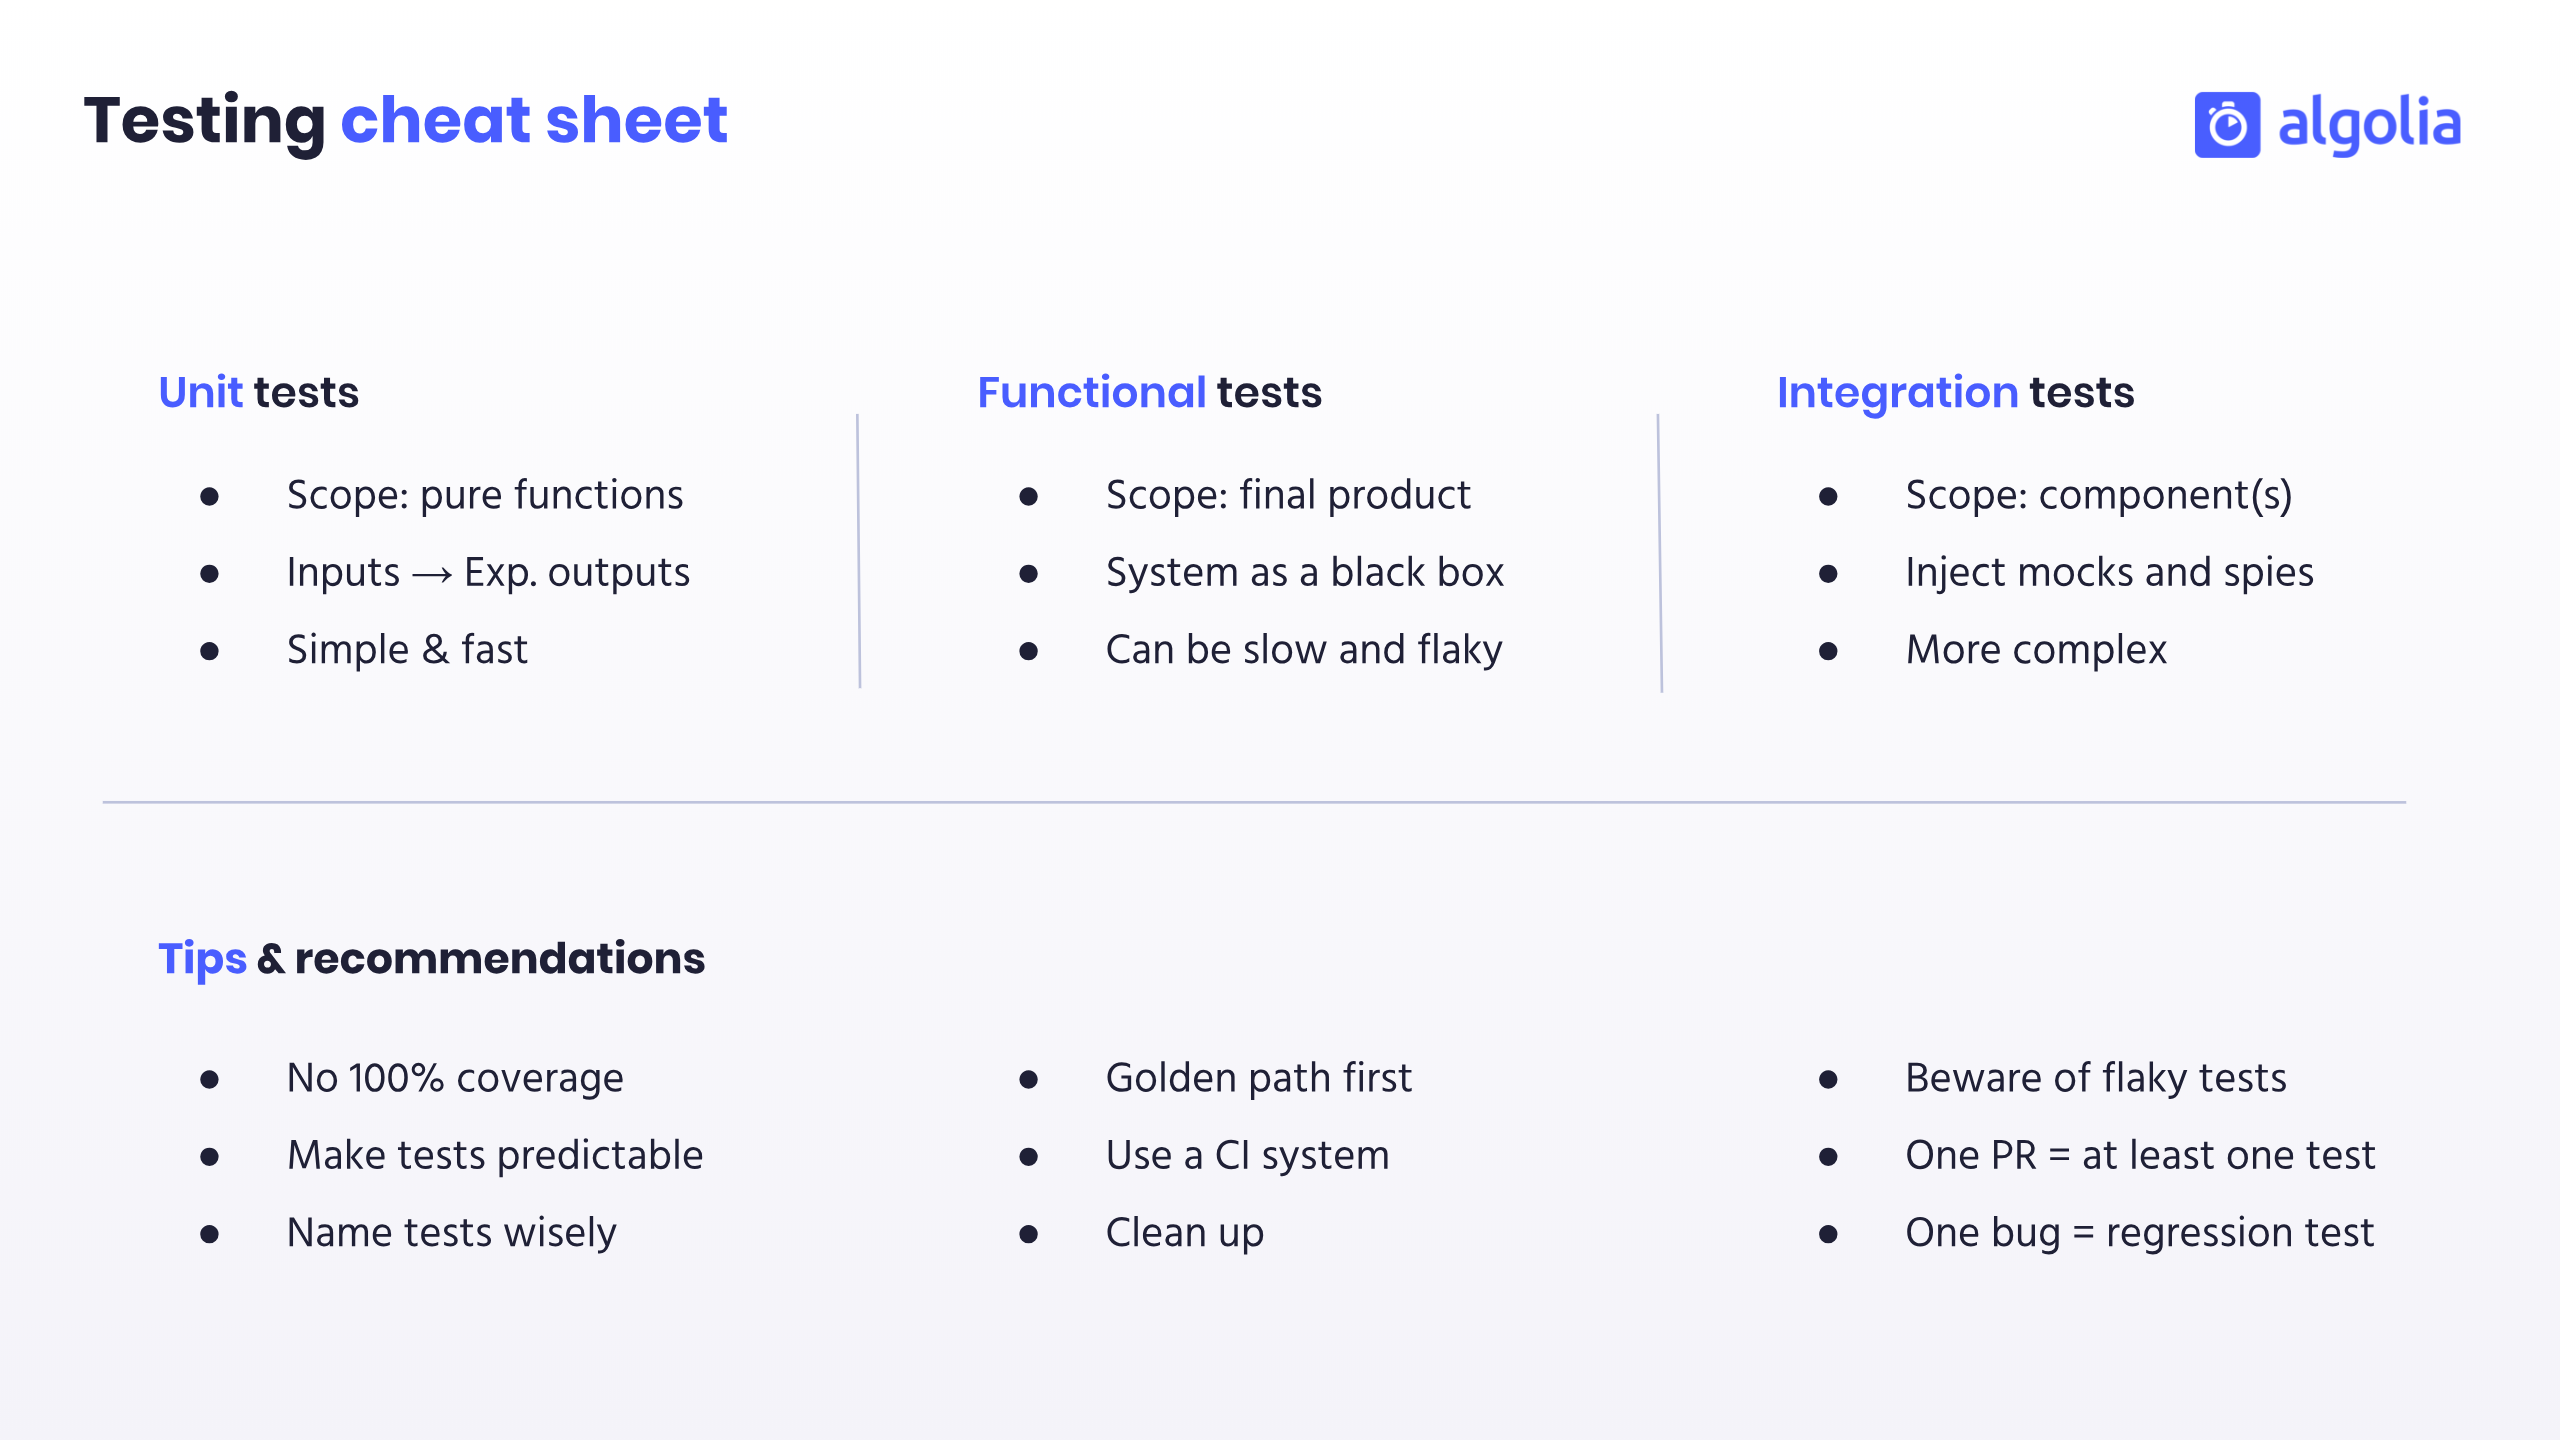 Testing cheat sheet
algolia
Unit tests
● Scope: pure functions
● Inputs → Exp. outputs
● Simple & fast
Functional tests
● Scope: final product
● System as a black box
● Can be slow and flaky
Integration tests
● Scope: component(s)
● Inject mocks and spies
● More complex
Tips & recommendations
● No 100% coverage
● Make tests predictable
● Name tests wisely
● Golden path first
● Use a CI system
● Clean up
● Beware of flaky tests
● One PR = at least one test
● One bug = regression test